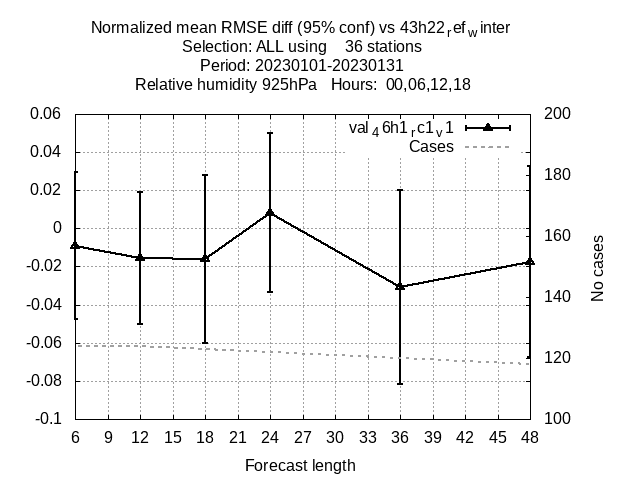 Normalized mean RMSE diff (95% conf) vs 43h22refwinter
Selection: ALL using 36 stations
Period: 20230101-20230131
Relative humidity 925hPa Hours: 00,06,12,18
0.06 200
val46h1rc1v1
Cases
0.04
0.02 180
0 160
-0.02
-0.04 140
-0.06 120
-0.08
-0.1 100
6 9 12 15 18 21 24 27 30 33 36 39 42 45 48
Forecast length
No cases